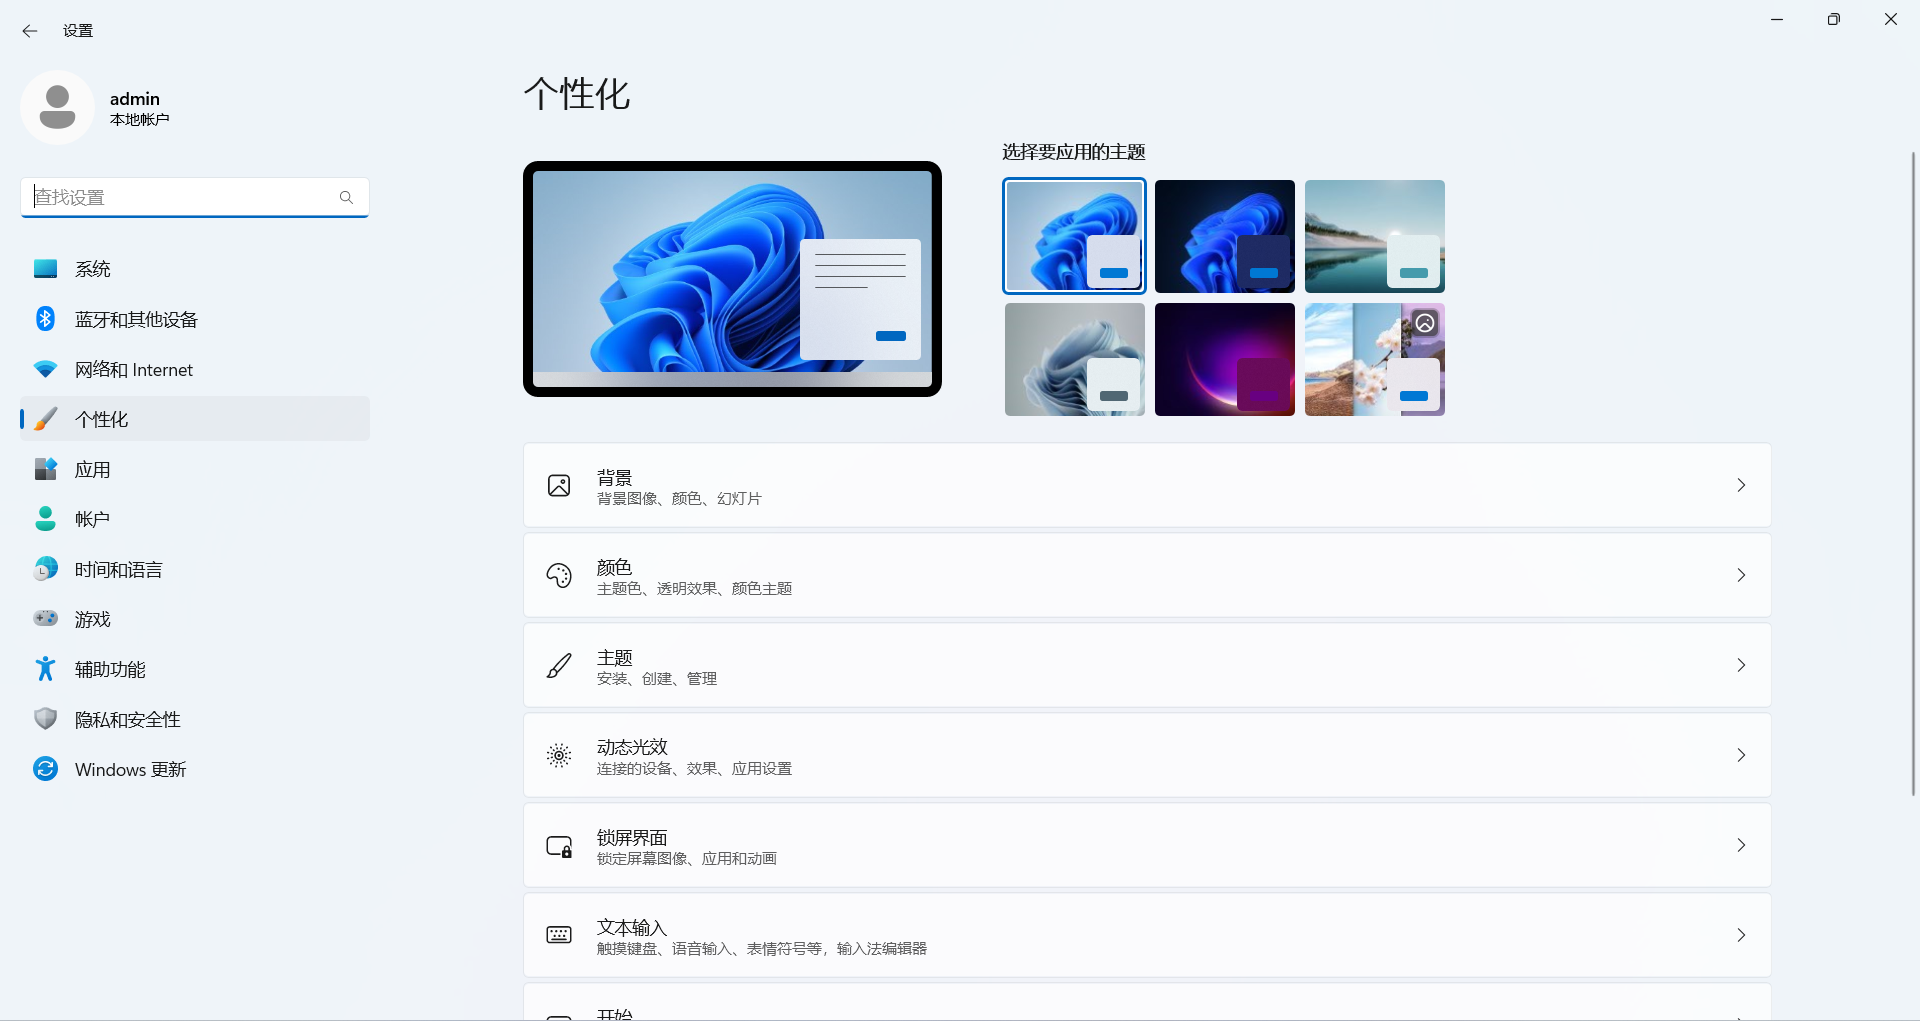 设置
admin
本地帐户
查找设置
系统
蓝牙和其他设备
网络和 Internet
个性化
应用
帐户
时间和语言
游戏
辅助功能
隐私和安全性
Windows 更新
个性化
选择要应用的主题
背景
背景图像、颜色、幻灯片
颜色
主题色、透明效果、颜色主题
主题
安装、创建、管理
动态光效
连接的设备、效果、应用设置
锁屏界面
锁定屏幕图像、应用和动画
文本输入
触摸键盘、语音输入、表情符号等，输入法编辑器
开始